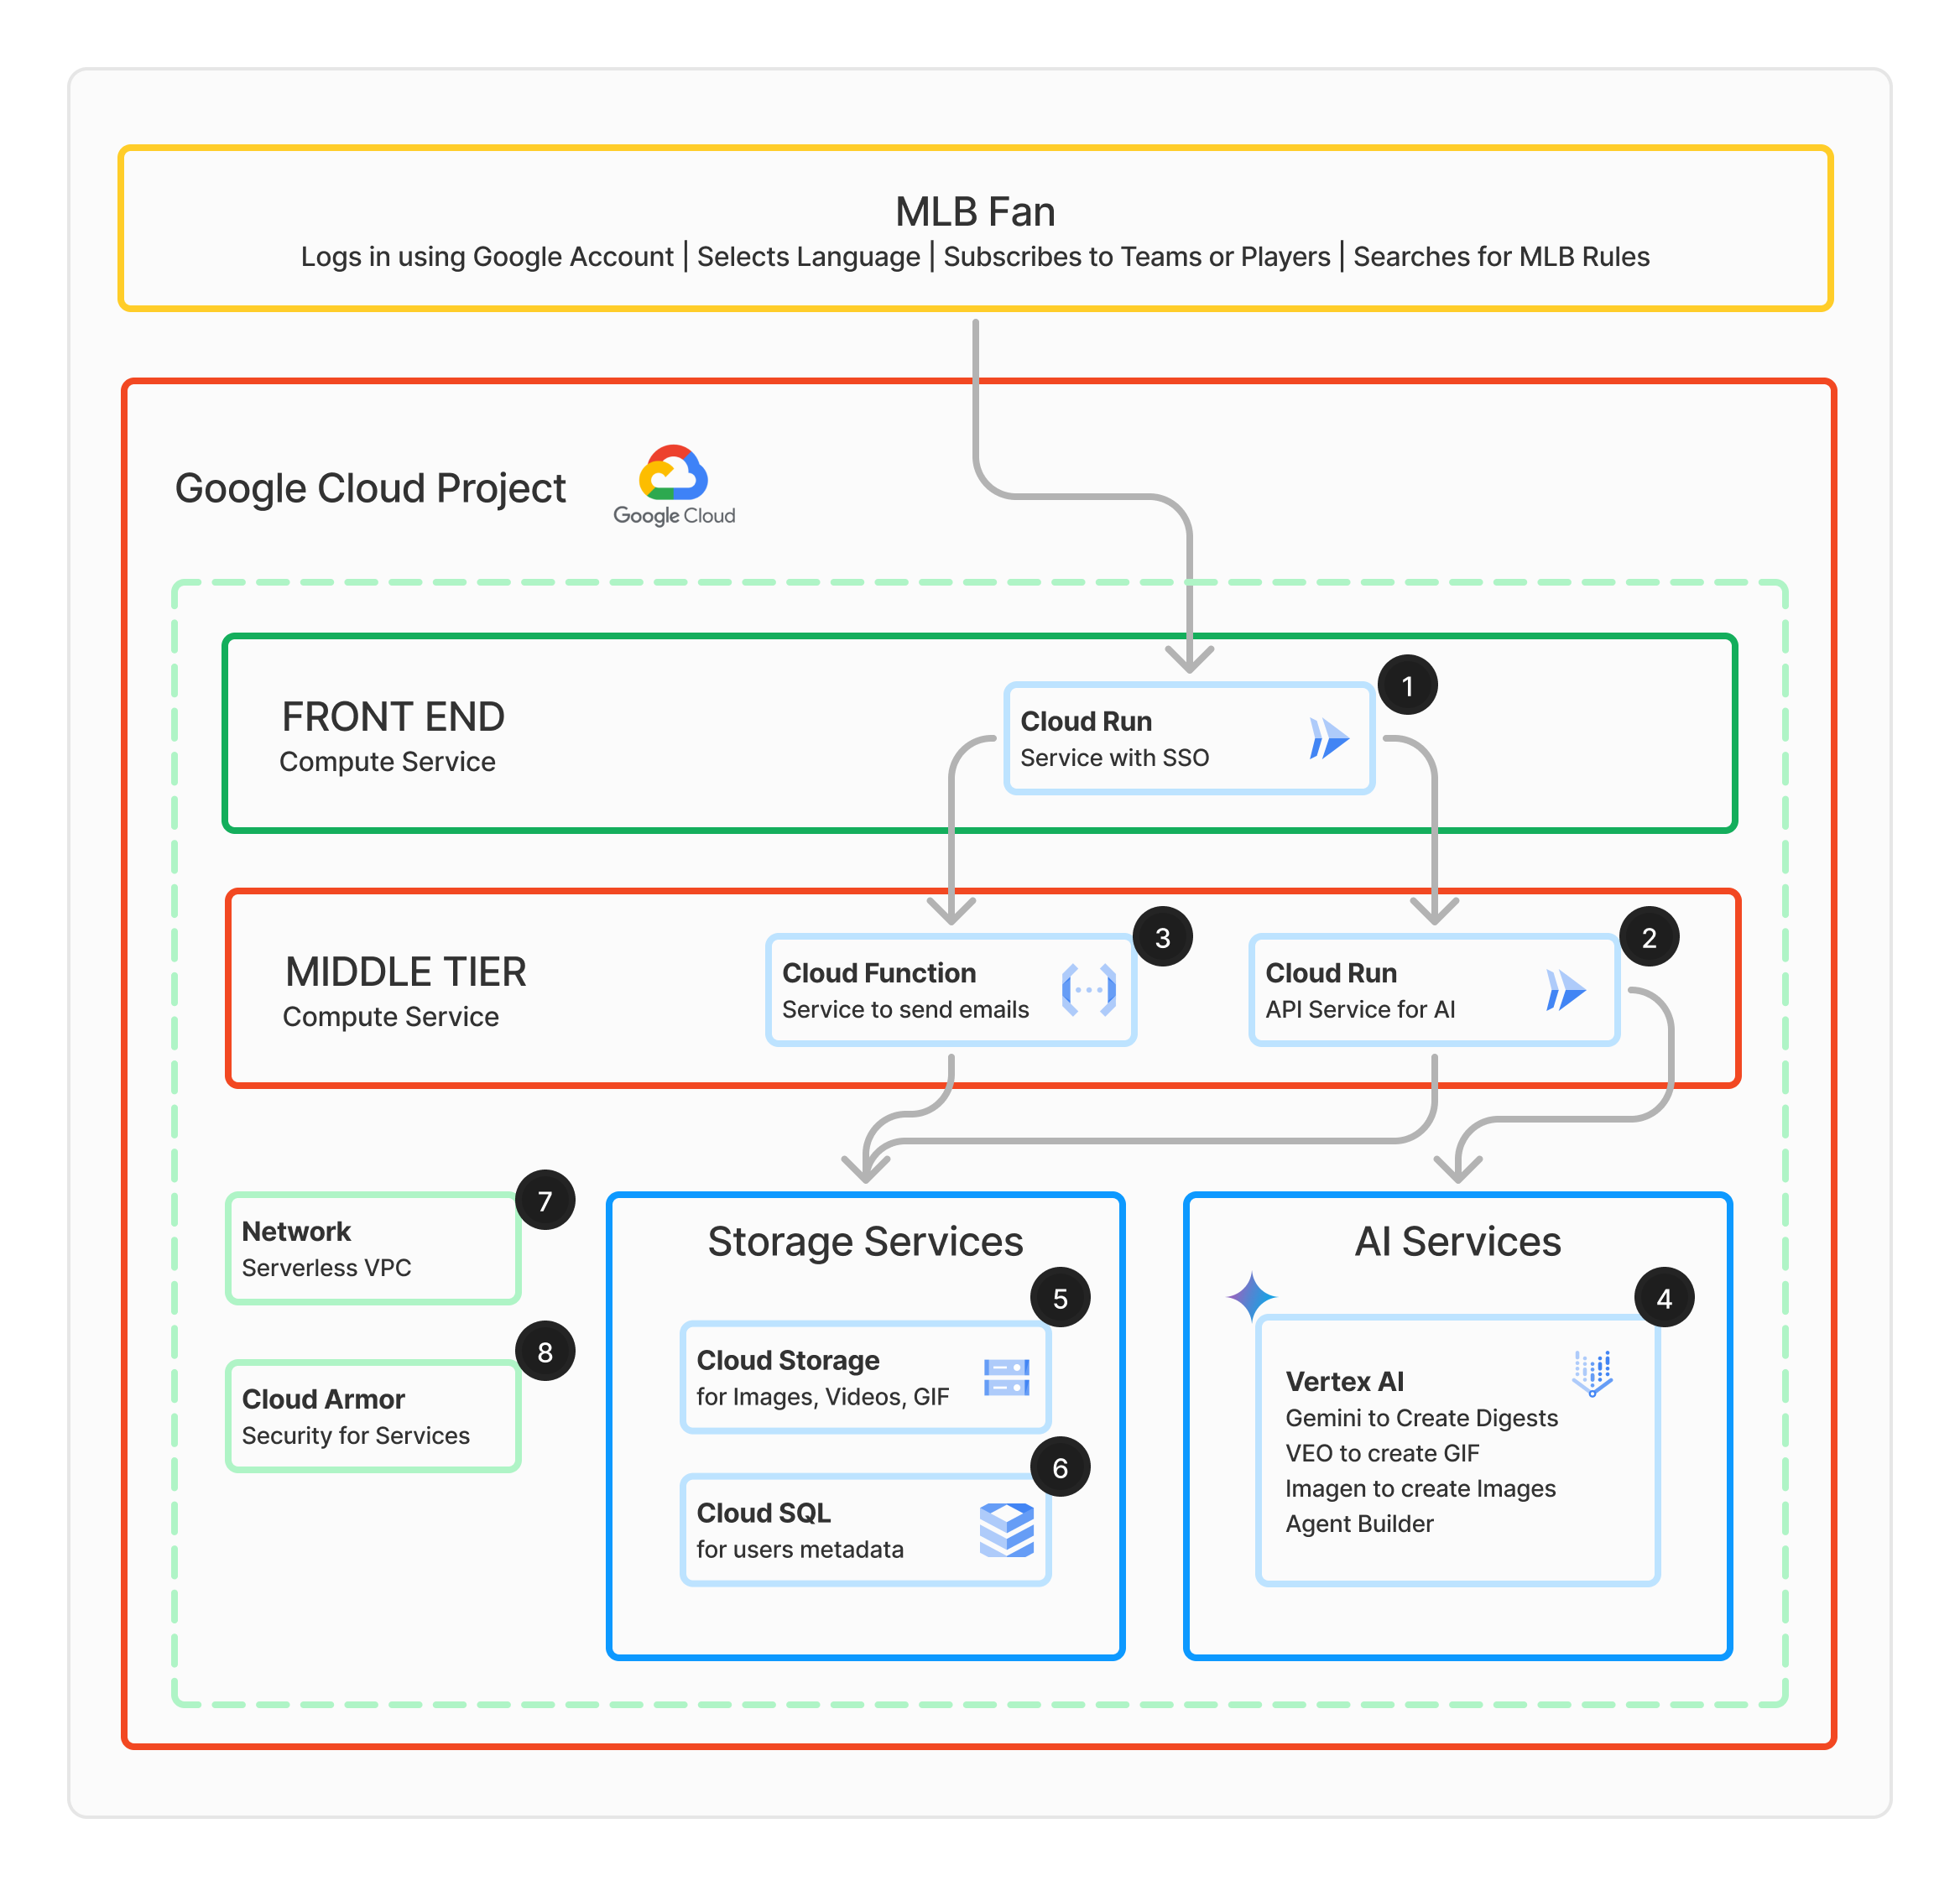 MLB Fan
Logs in using Google Account | Selects Language | Subscribes to Teams or Players | Searches for MLB Rules
Google Cloud Project
Google Cloud
FRONT END
Compute Service
1
Cloud Run
Service with SSO
MIDDLE TIER
Compute Service
3
Cloud Function
Service to send emails
2
Cloud Run
API Service for AI
7
Network
Serverless VPC
8
Cloud Armor
Security for Services
Storage Services
5
Cloud Storage
for Images, Videos, GIF
6
Cloud SQL
for users metadata
AI Services
4
Vertex AI
Gemini to Create Digests
VEO to create GIF
Imagen to create Images
Agent Builder